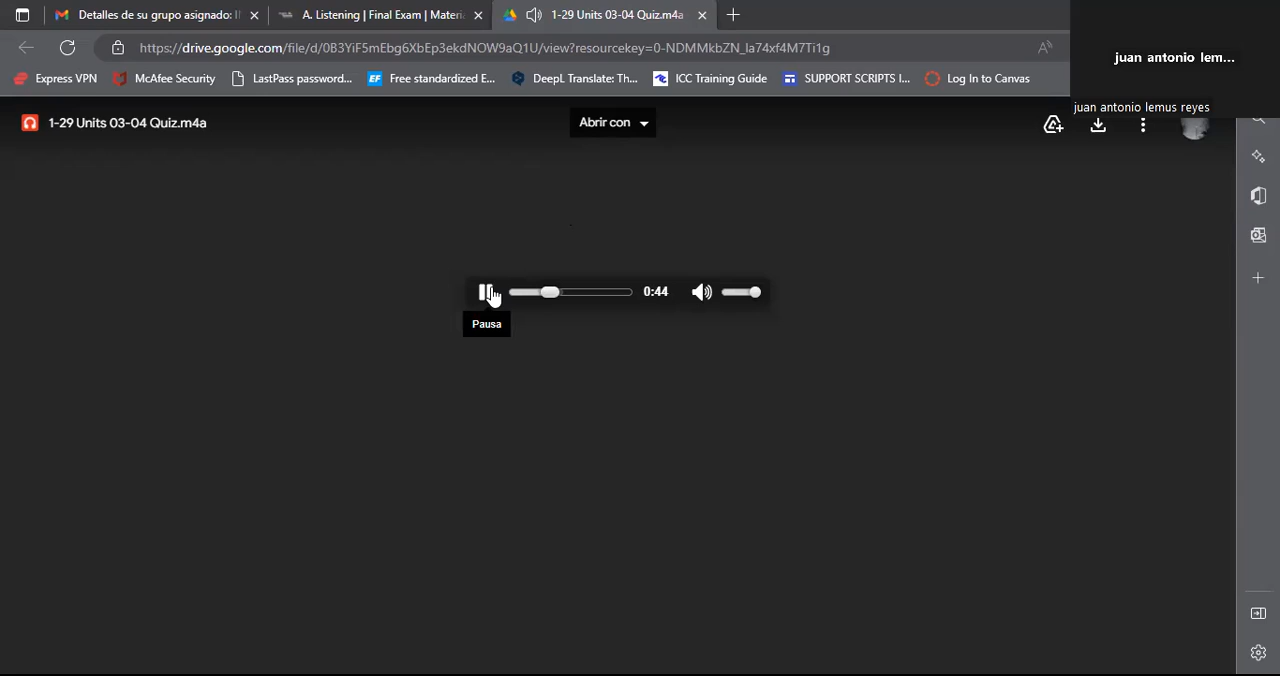 Detalles de su grupo asignado: I
A. Listening | Final Exam | Materia
1-29 Units 03-04 Quiz.m4a
https://drive.google.com/file/d/0B3YiF5mEbg6XbEp3ekdNOW9aQ1U/view?resourcekey=0-NDMMkbZN_la74xf4M7Ti1g
juan antonio lem...
juan antonio lemus reyes
Express VPN
McAfee Security
LastPass password...
EF Free standardized E...
DeepL Translate: Th...
ICC Training Guide
SUPPORT SCRIPTS I...
Log In to Canvas
1-29 Units 03-04 Quiz.m4a
Abrir con
0:44
Pausa